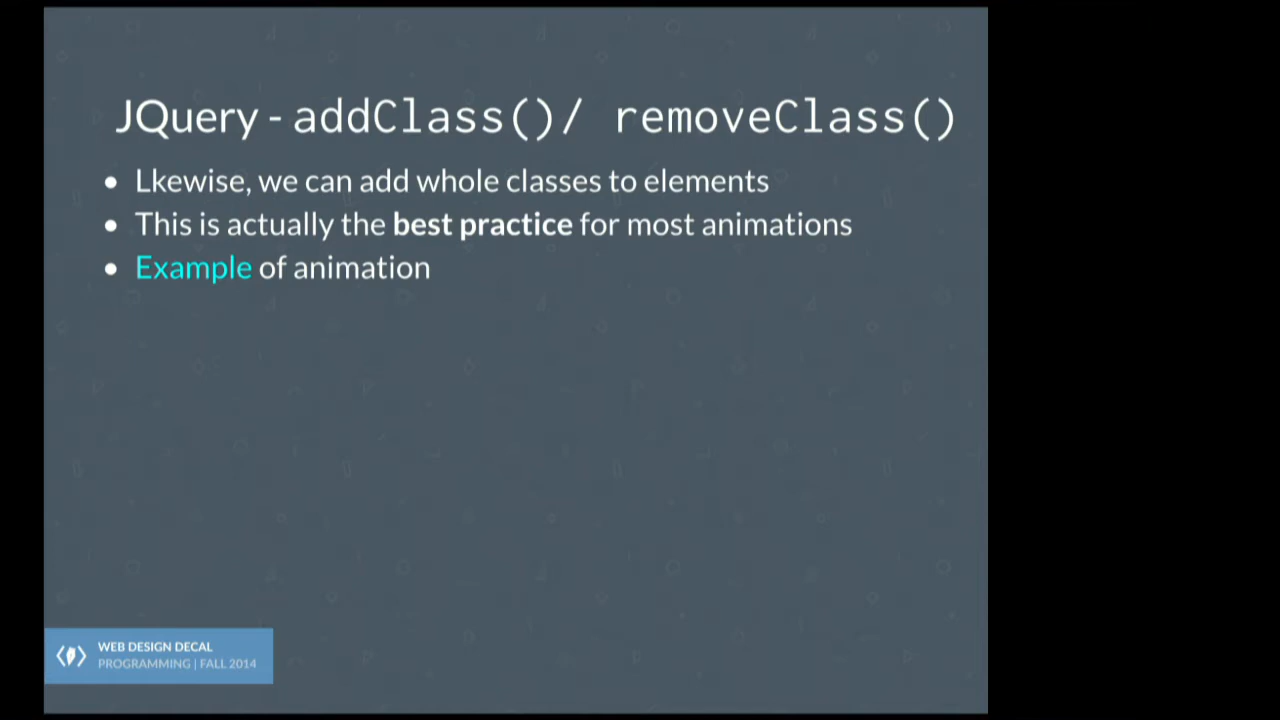 JQuery - addClass()/ removeClass()
• Lkewise, we can add whole classes to elements
• This is actually the best practice for most animations
• Example of animation
WEB DESIGN DECAL
PROGRAMMING | FALL 2014